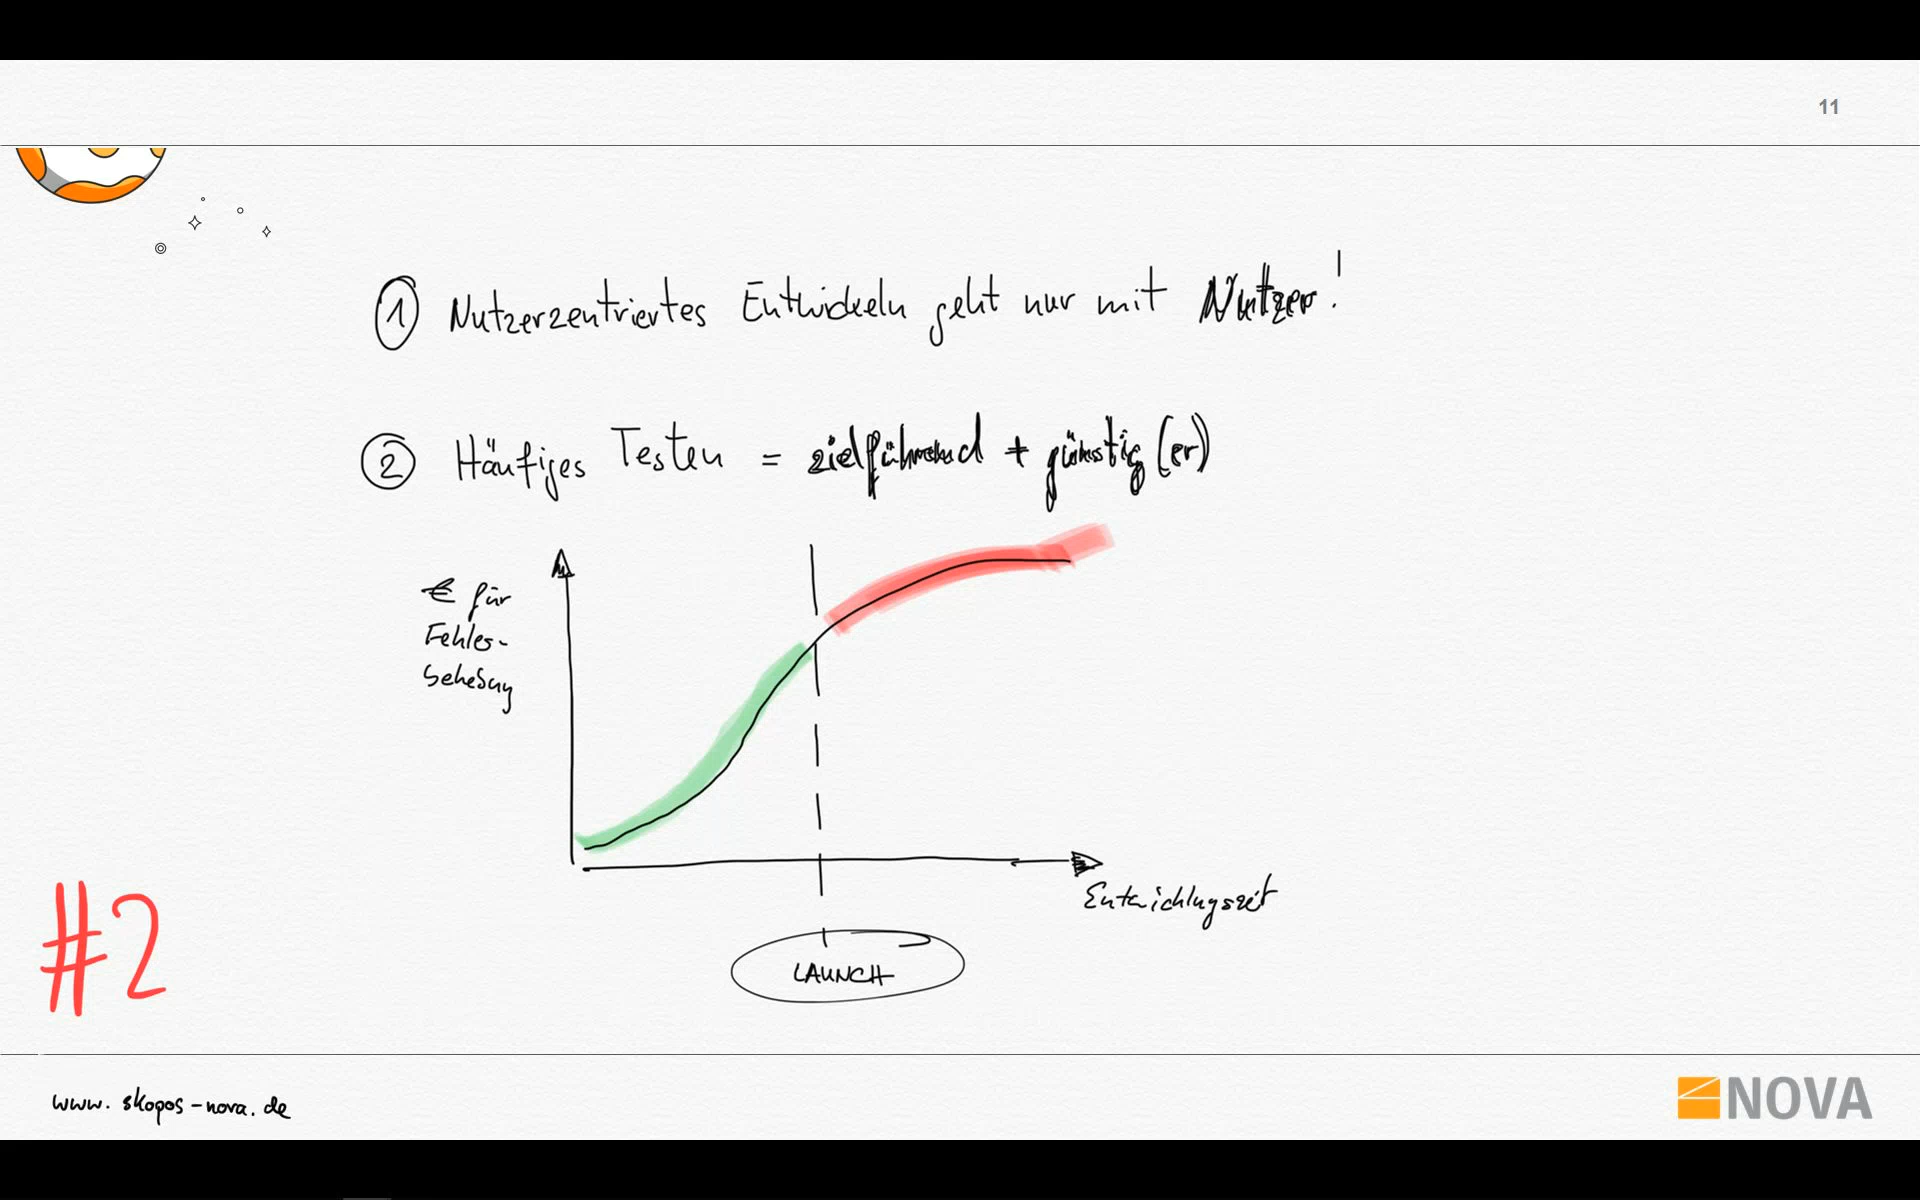 11
1 Nutzerzentriertes Entwickeln geht nur mit Nutzer!
2 Häufiges Testen = zielführend + günstig(er)
€ für
Fehler-
behebung
Entwicklungszeit
LAUNCH
#2
www.skopos-nova.de
NOVA